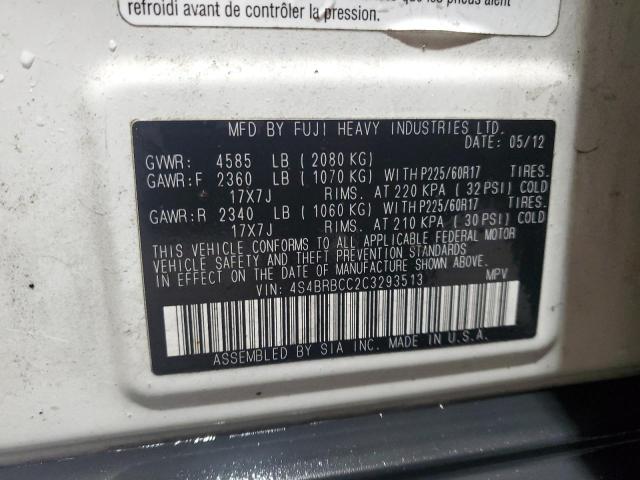 que les pneus aient
refroidi avant de contrôler la pression.
MFD BY FUJI HEAVY INDUSTRIES LTD.
DATE: 05/12
GVWR: 4585 LB ( 2080 KG)
GAWR:F 2360 LB ( 1070 KG) WITH P225/60R17 TIRES.
17X7J RIMS. AT 220 KPA ( 32 PSI) COLD
GAWR:R 2340 LB ( 1060 KG) WITH P225/60R17 TIRES.
17X7J RIMS. AT 210 KPA ( 30 PSI) COLD
THIS VEHICLE CONFORMS TO ALL APPLICABLE FEDERAL MOTOR
VEHICLE SAFETY AND THEFT PREVENTION STANDARDS
IN EFFECT ON THE DATE OF MANUFACTURE SHOWN ABOVE.
VIN: 4S4BRBCC2C3293513 MPV
ASSEMBLED BY SIA INC. MADE IN U.S.A.